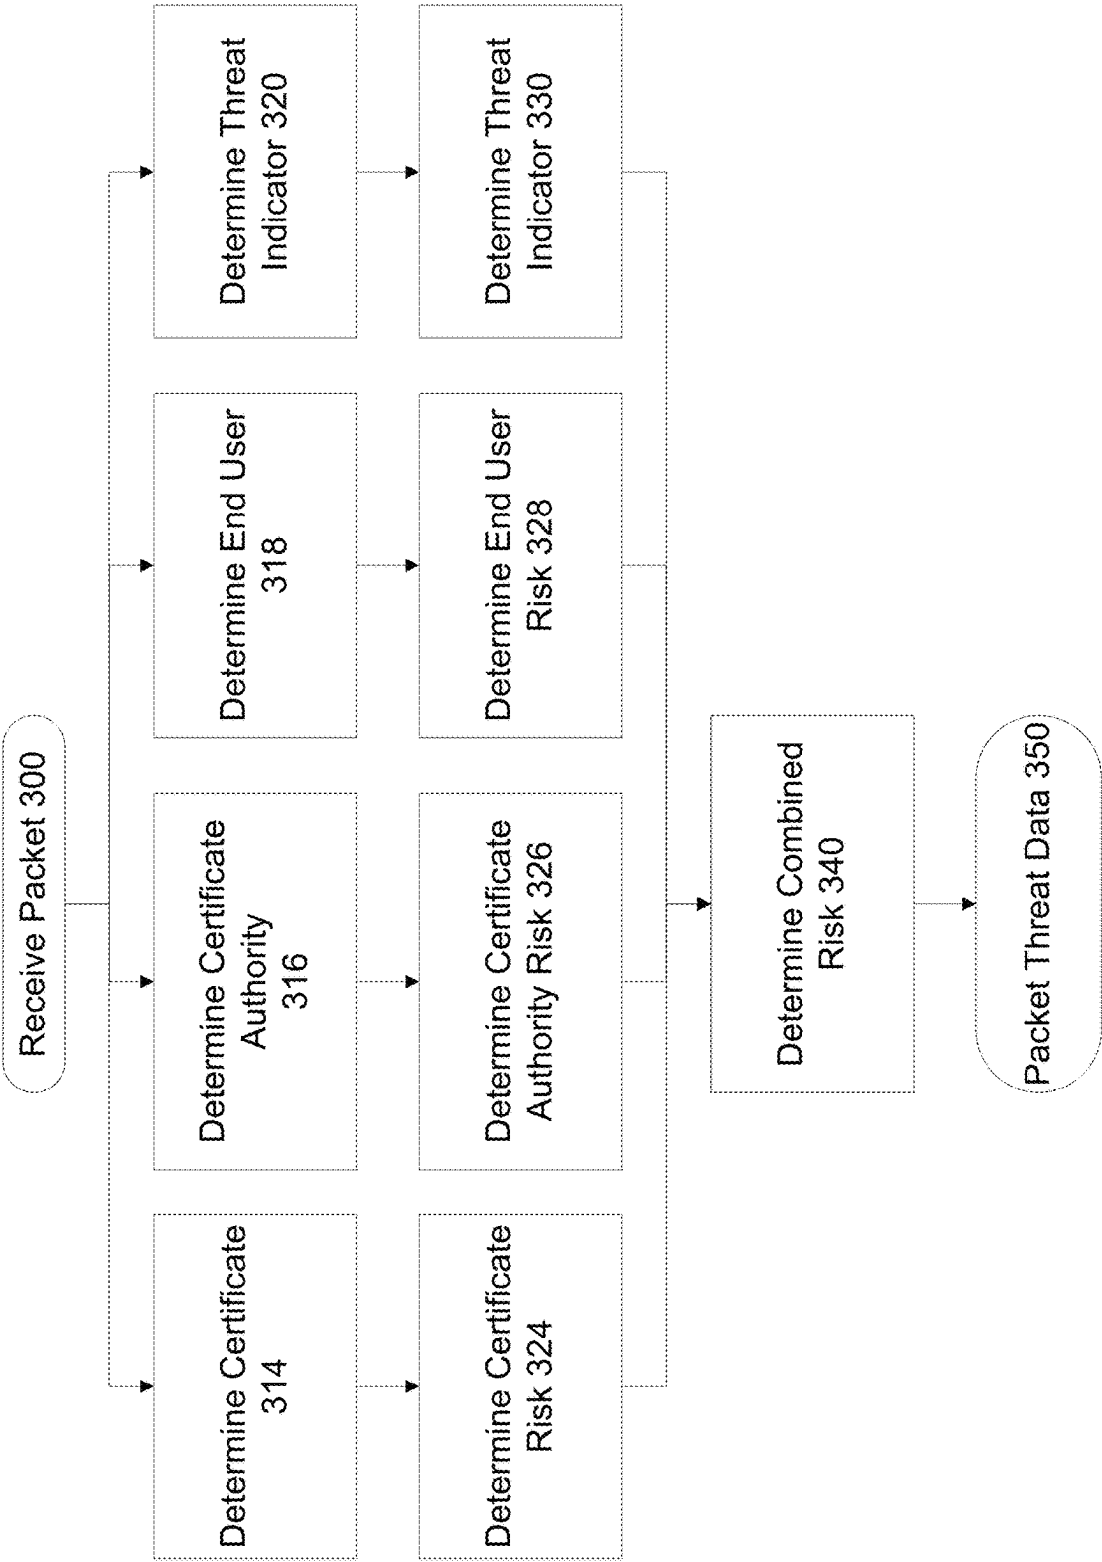 Receive Packet 300
Determine Certificate
314
Determine Certificate
Authority
316
Determine End User
318
Determine Threat
Indicator 320
Determine Certificate
Risk 324
Determine Certificate
Authority Risk 326
Determine End User
Risk 328
Determine Threat
Indicator 330
Determine Combined
Risk 340
Packet Threat Data 350